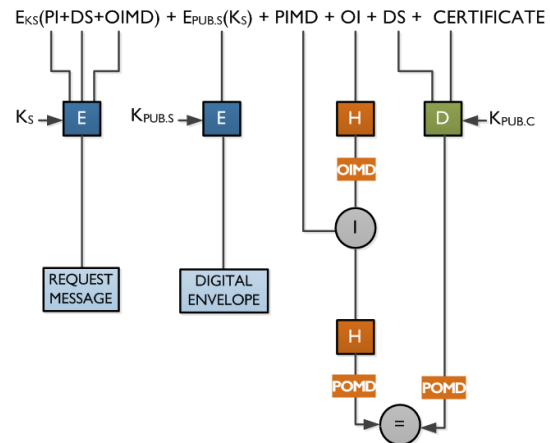 EKS(PI+DS+OIMD) + EPUB.S(KS) + PIMD + OI + DS + CERTIFICATE
KS E KPUB.S E H D KPUB.C
OIMD
I
REQUEST
MESSAGE
DIGITAL
ENVELOPE
H
POMD POMD
=